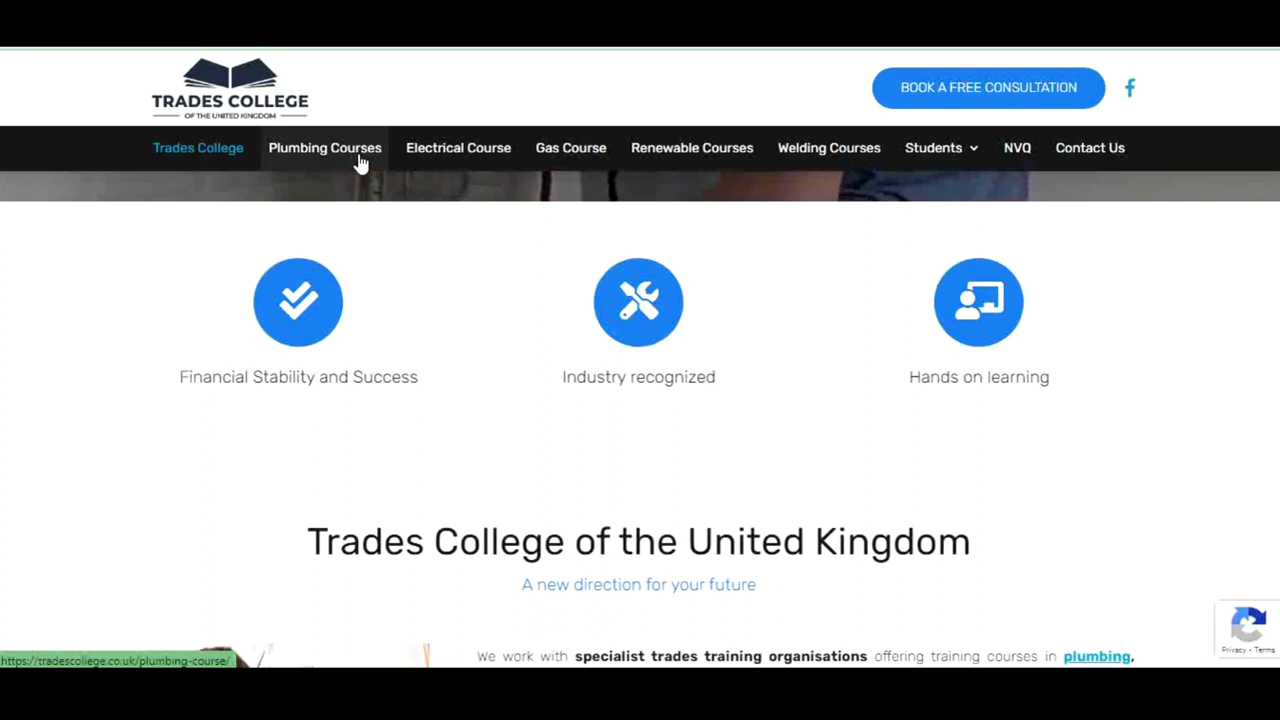 TRADES COLLEGE
OF THE UNITED KINGDOM
BOOK A FREE CONSULTATION
Trades College Plumbing Courses Electrical Course Gas Course Renewable Courses Welding Courses Students NVQ Contact Us
Financial Stability and Success Industry recognized Hands on learning
Trades College of the United Kingdom
A new direction for your future
We work with specialist trades training organisations offering training courses in plumbing,
Privacy - Terms
https://tradescollege.uk/plumbing-course/